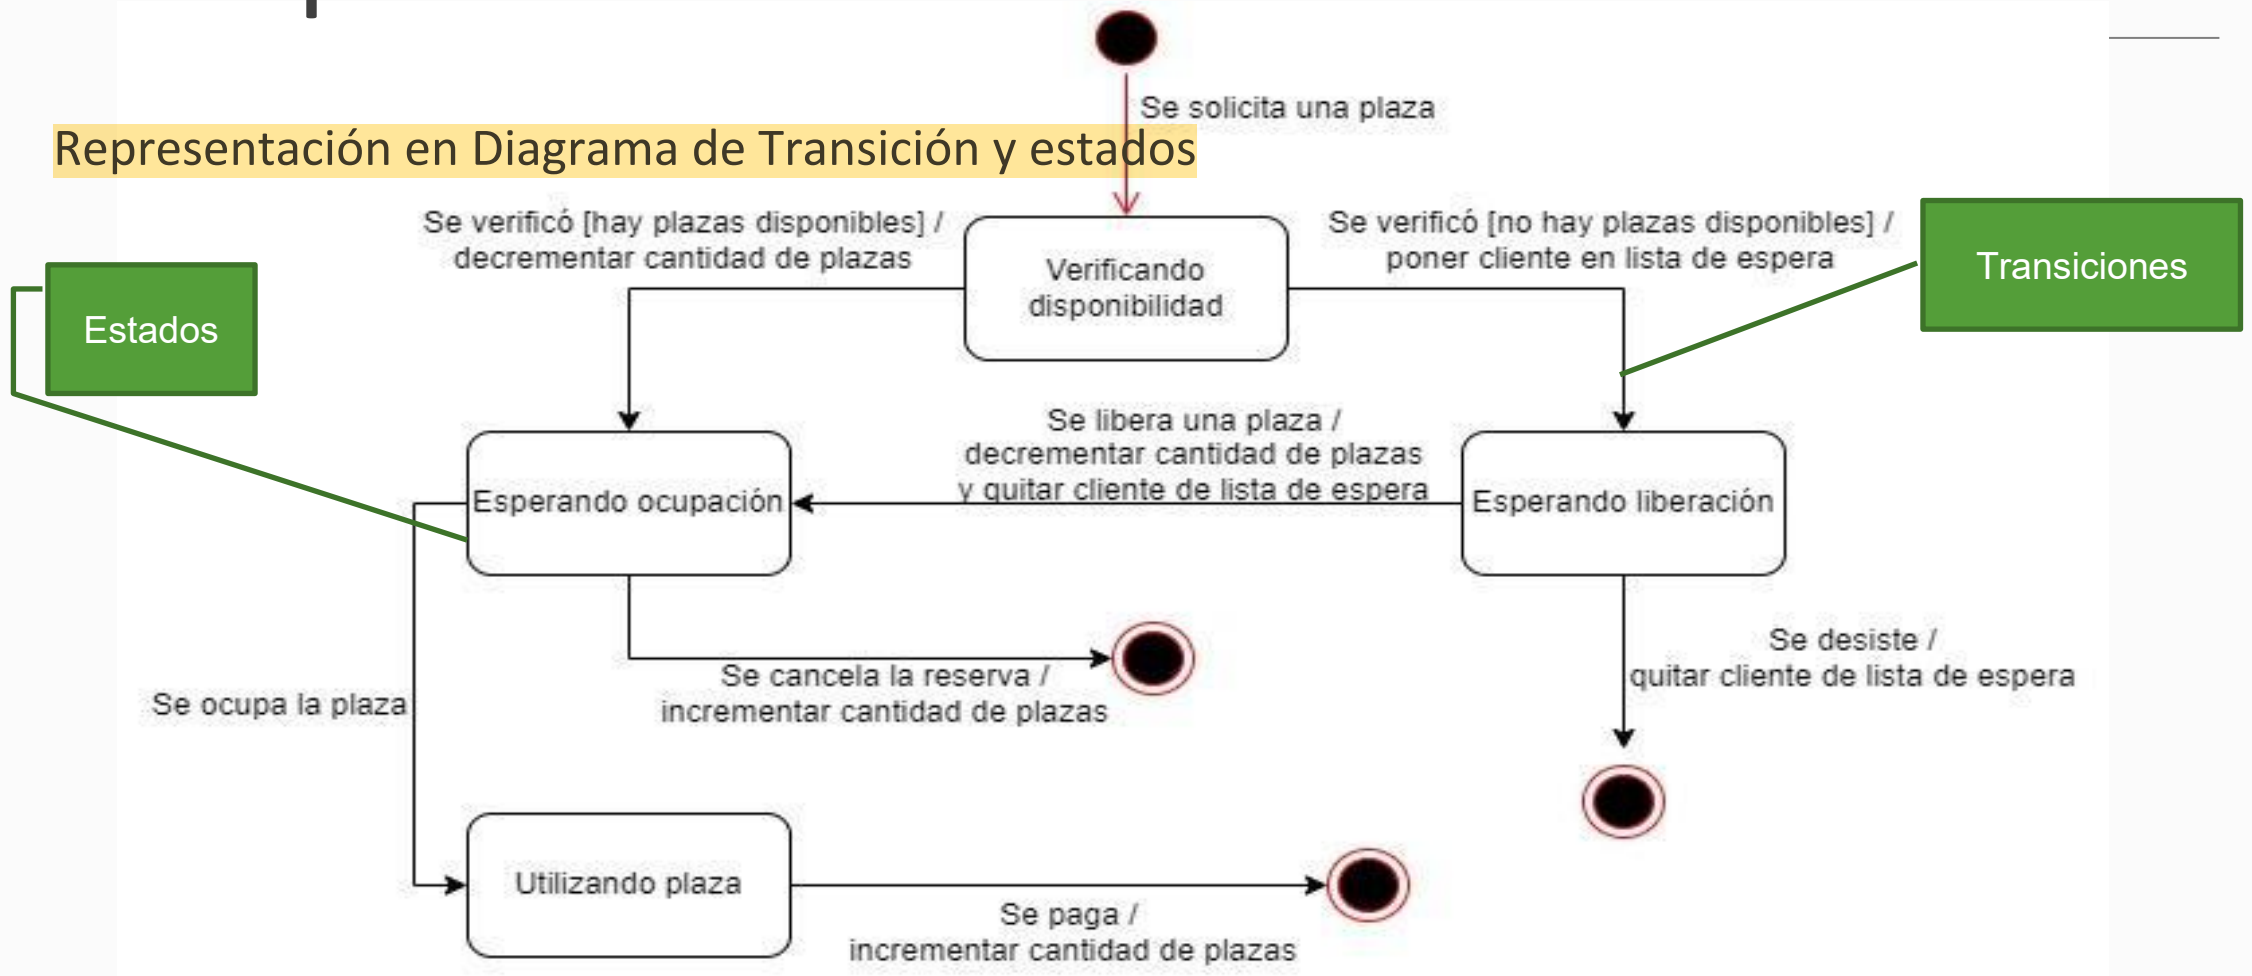 Se solicita una plaza
Representación en Diagrama de Transición y estados
Se verificó [hay plazas disponibles] /
decrementar cantidad de plazas
Verificando
disponibilidad
Se verificó [no hay plazas disponibles] /
poner cliente en lista de espera
Transiciones
Estados
Se libera una plaza /
decrementar cantidad de plazas
y quitar cliente de lista de espera
Esperando ocupación
Esperando liberación
Se cancela la reserva /
incrementar cantidad de plazas
Se desiste /
quitar cliente de lista de espera
Se ocupa la plaza
Utilizando plaza
Se paga /
incrementar cantidad de plazas